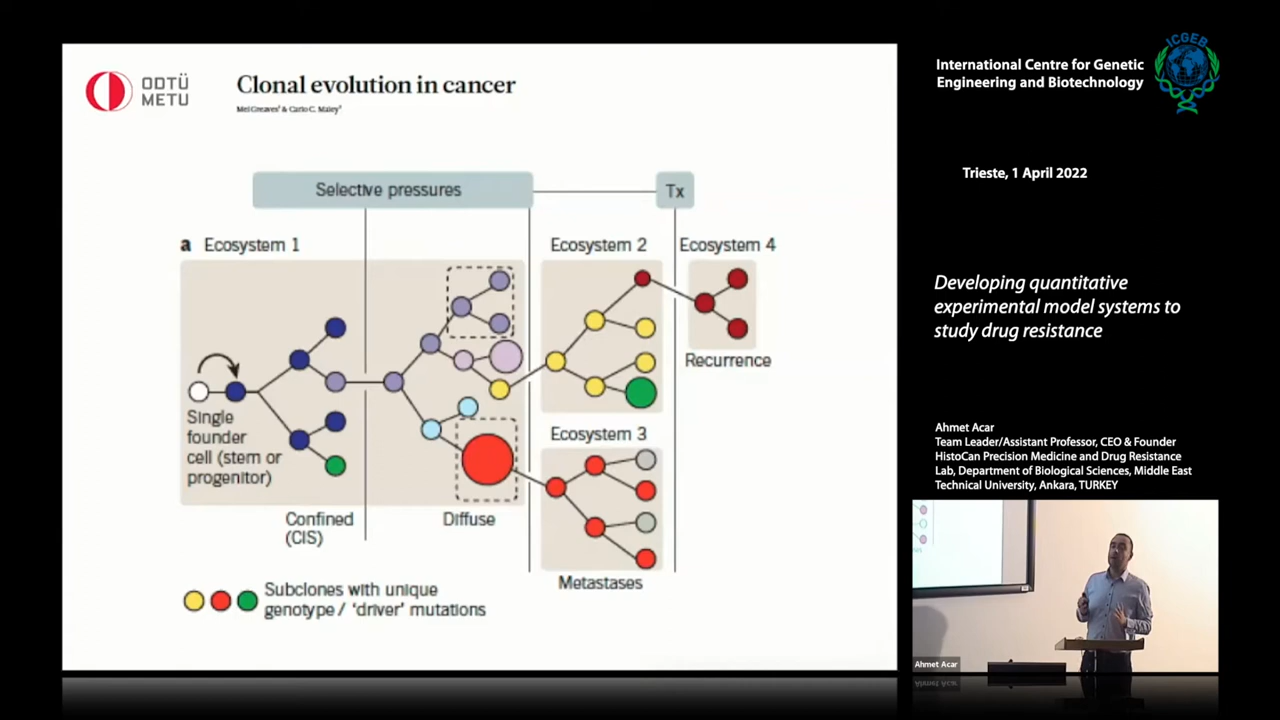 ODTÜ
METU
Clonal evolution in cancer
Mel Greaves¹ & Carlo C. Maley²
Selective pressures
Tx
a Ecosystem 1
Ecosystem 2
Ecosystem 4
Single
founder
cell (stem or
progenitor)
Recurrence
Ecosystem 3
Confined
(CIS)
Diffuse
Metastases
Subclones with unique
genotype / ‘driver’ mutations
International Centre for Genetic
Engineering and Biotechnology
ICGEB
Trieste, 1 April 2022
Developing quantitative
experimental model systems to
study drug resistance
Ahmet Acar
Team Leader/Assistant Professor, CEO & Founder
HistoCan Precision Medicine and Drug Resistance
Lab, Department of Biological Sciences, Middle East
Technical University, Ankara, TURKEY
Ahmet Acar